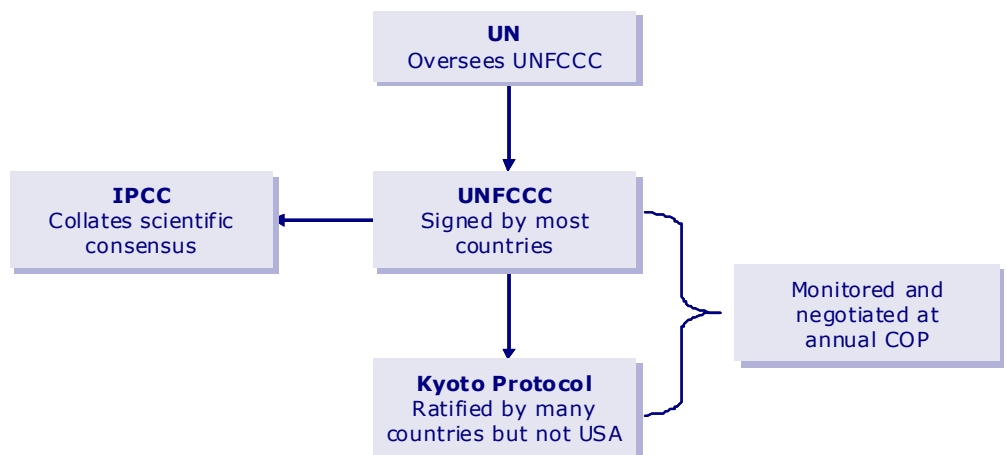 UN
Oversees UNFCCC
IPCC
Collates scientific
consensus
UNFCCC
Signed by most
countries
Monitored and
negotiated at
annual COP
Kyoto Protocol
Ratified by many
countries but not USA